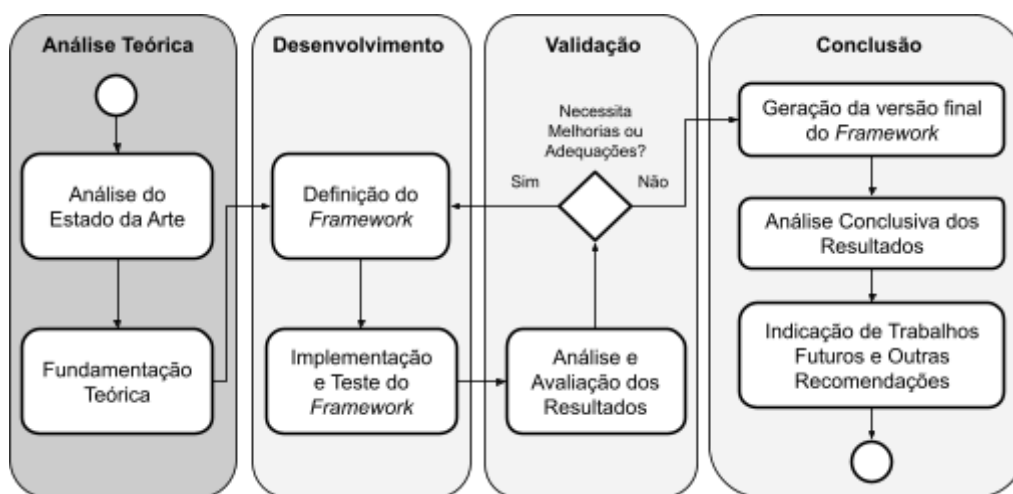 Análise Teórica
Análise do
Estado da Arte
Fundamentação
Teórica
Desenvolvimento
Definição do
Framework
Implementação
e Teste do
Framework
Validação
Necessita
Melhorias ou
Adequações?
Sim
Não
Análise e
Avaliação dos
Resultados
Conclusão
Geração da versão final
do Framework
Análise Conclusiva dos
Resultados
Indicação de Trabalhos
Futuros e Outras
Recomendações